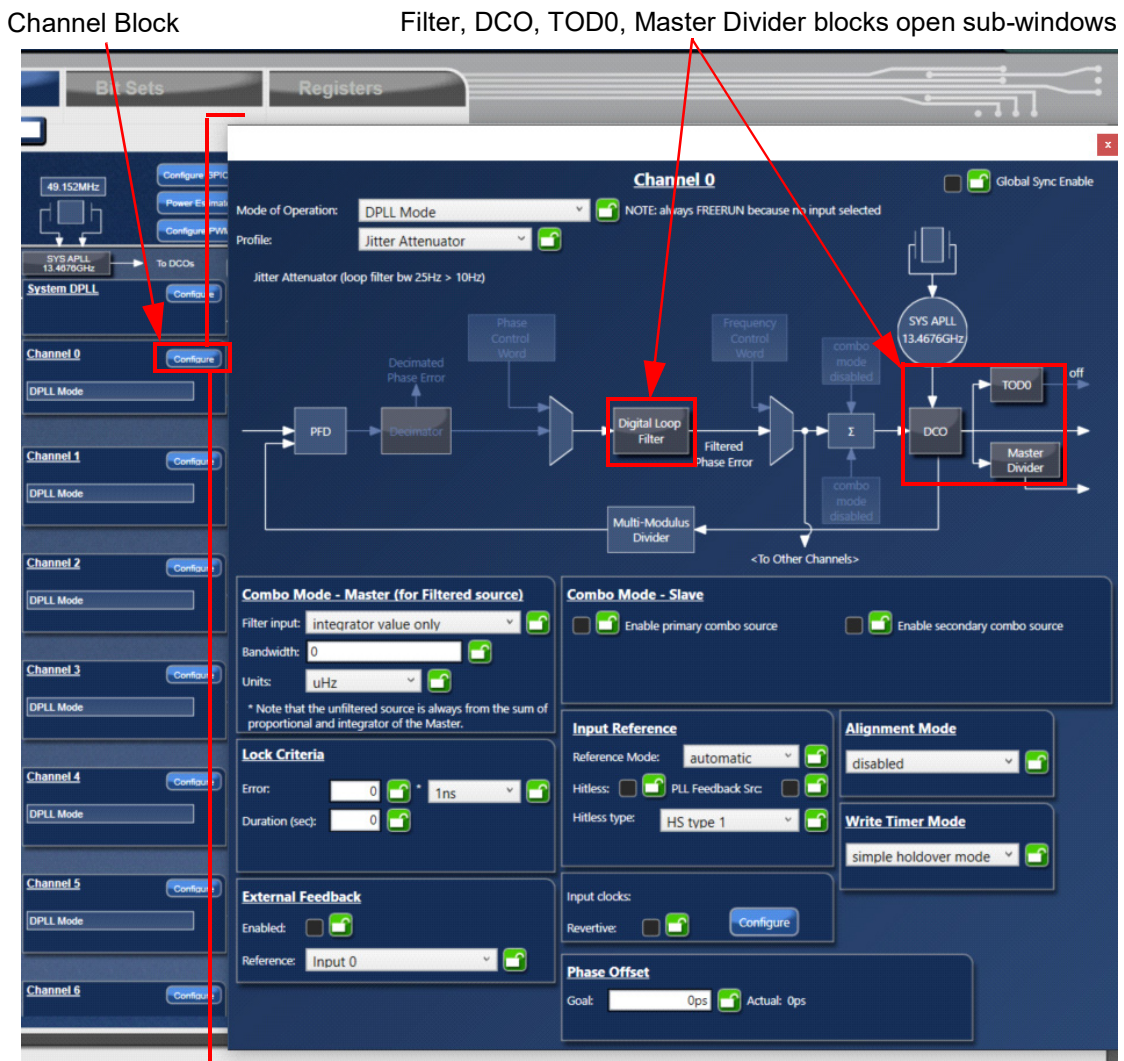 Channel Block
Filter, DCO, TOD0, Master Divider blocks open sub-windows
Bit Sets
Registers
49.152MHz
Configure GPIO
Power Estimate
Configure PWM
SYS APLL
13.4676GHz
To DCOs
System DPLL
Configure
Channel 0
Configure
DPLL Mode
Channel 1
Configure
DPLL Mode
Channel 2
Configure
DPLL Mode
Channel 3
Configure
DPLL Mode
Channel 4
Configure
DPLL Mode
Channel 5
Configure
DPLL Mode
Channel 6
Configure
x
Channel 0
Global Sync Enable
Mode of Operation:
DPLL Mode
NOTE: always FREERUN because no input selected
Profile:
Jitter Attenuator
Jitter Attenuator (loop filter bw 25Hz > 10Hz)
SYS APLL
13.4676GHz
Phase
Control
Word
Frequency
Control
Word
combo
mode
disabled
Decimated
Phase Error
TOD0
off
PFD
Decimator
Digital Loop
Filter
Filtered
Phase Error
Σ
DCO
Master
Divider
combo
mode
disabled
Multi-Modulus
Divider
<To Other Channels>
Combo Mode - Master (for Filtered source)
Filter input:
integrator value only
Bandwidth:
0
Units:
uHz
* Note that the unfiltered source is always from the sum of
proportional and integrator of the Master.
Combo Mode - Slave
Enable primary combo source
Enable secondary combo source
Lock Criteria
Error:
0
*
1ns
Duration (sec):
0
Input Reference
Reference Mode:
automatic
Hitless:
PLL Feedback Src:
Hitless type:
HS type 1
Alignment Mode
disabled
Write Timer Mode
simple holdover mode
External Feedback
Enabled:
Reference:
Input 0
Input clocks:
Revertive:
Configure
Phase Offset
Goal:
0ps
Actual: 0ps